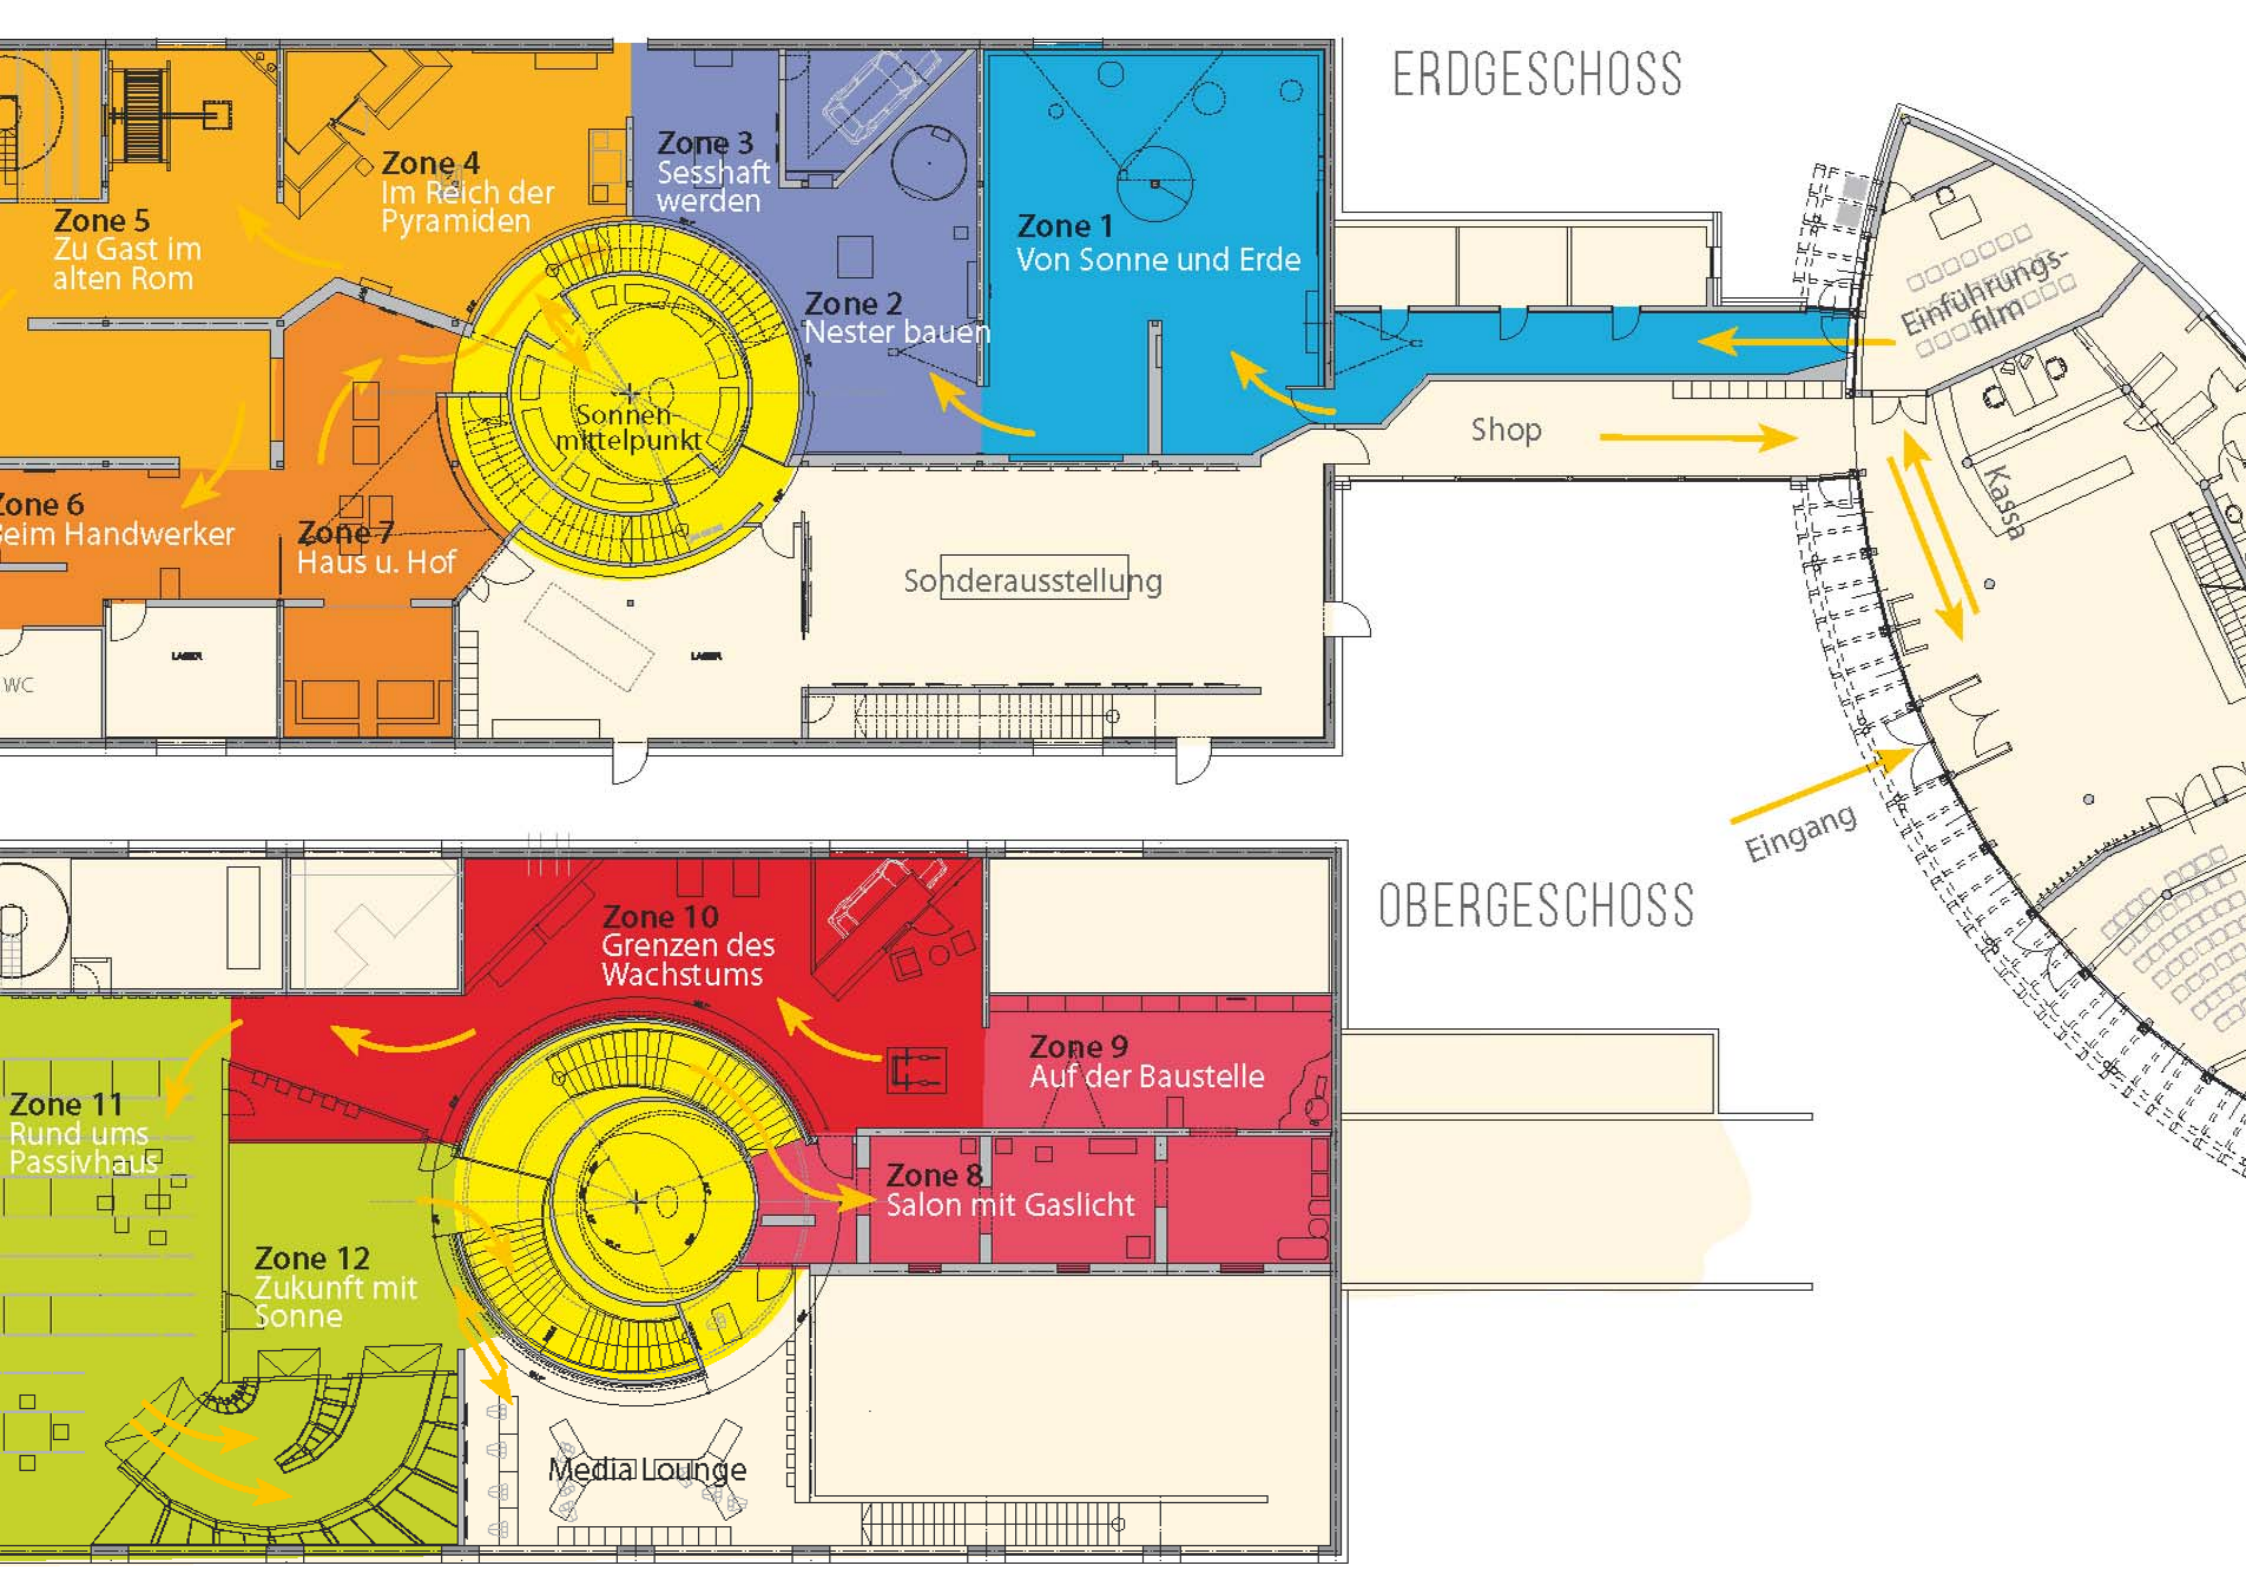 ERDGESCHOSS
Zone 5
Zu Gast im
alten Rom
Zone 4
Im Reich der
Pyramiden
Zone 3
Sesshaft
werden
Zone 2
Nester bauen
Zone 1
Von Sonne und Erde
Einführungs-
film
Shop
Kassa
Sonnen-
mittelpunkt
Zone 6
Beim Handwerker
Zone 7
Haus u. Hof
Sonderausstellung
LAGER
LAGER
WC
Eingang
OBERGESCHOSS
Zone 10
Grenzen des
Wachstums
Zone 9
Auf der Baustelle
Zone 11
Rund ums
Passivhaus
Zone 8
Salon mit Gaslicht
Zone 12
Zukunft mit
Sonne
Media Lounge